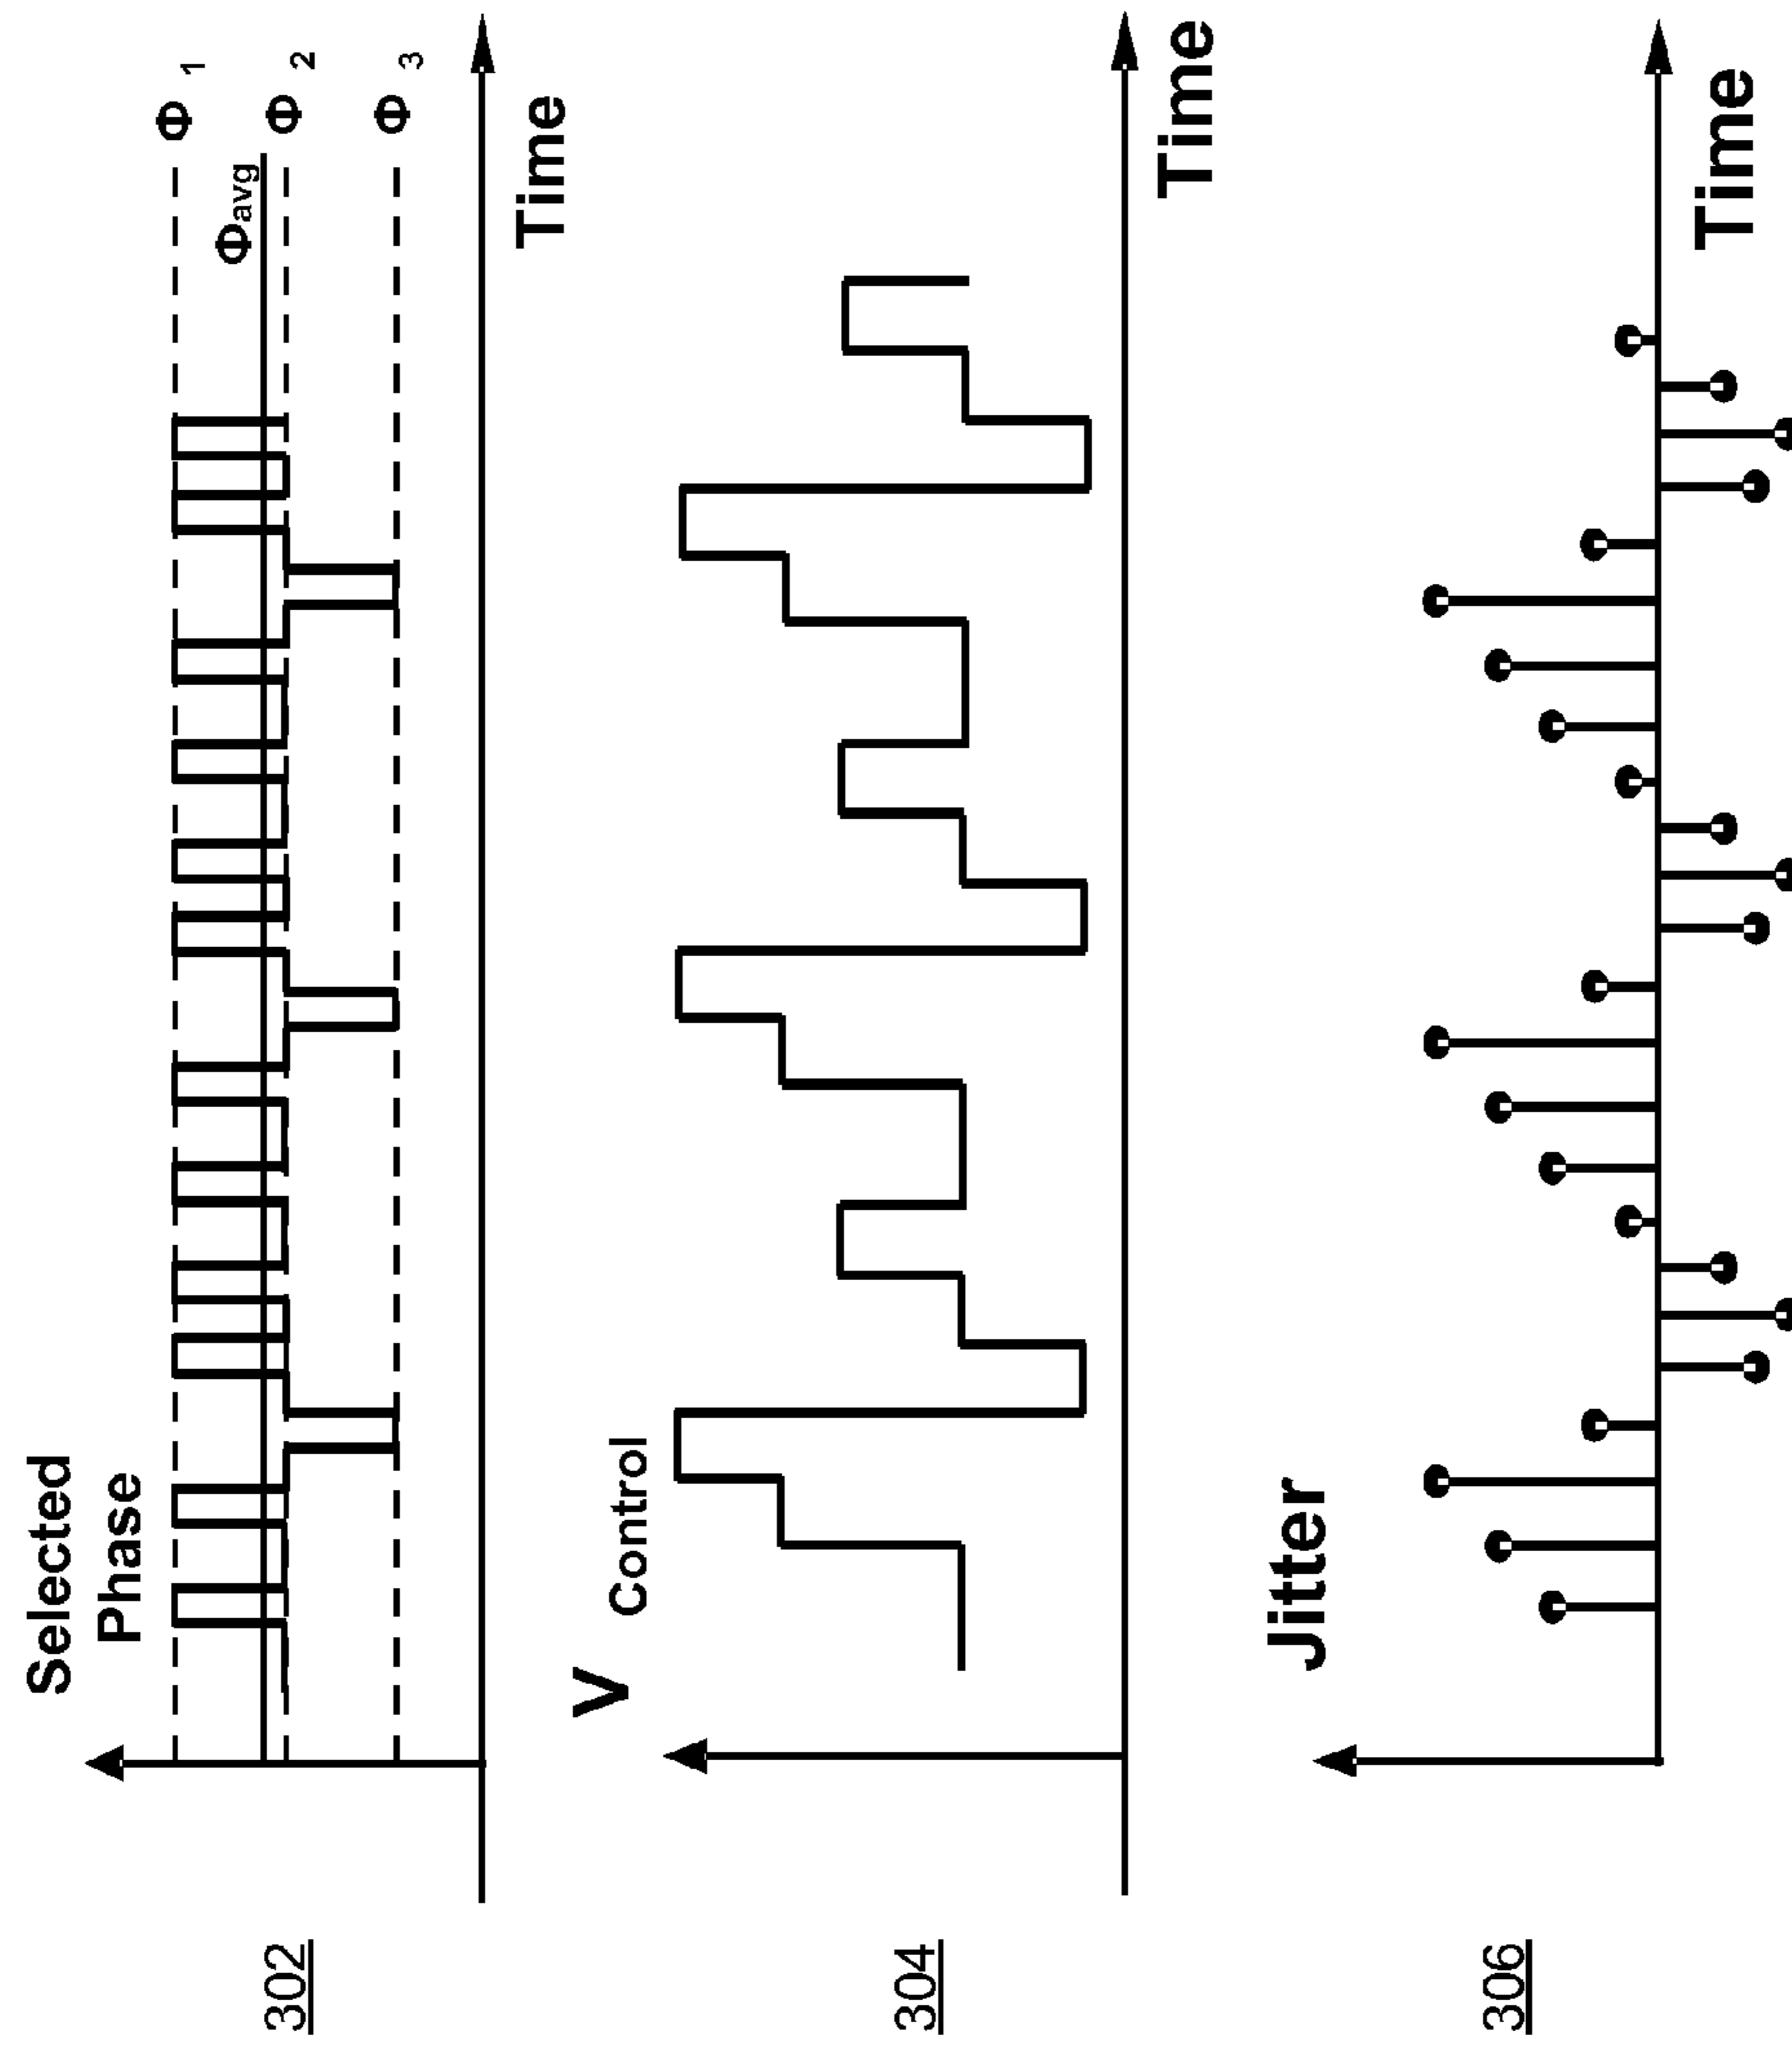 302
Selected
Phase
Φ1
Φavg
Φ2
Φ3
Time
304
V Control
Time
306
Jitter
Time